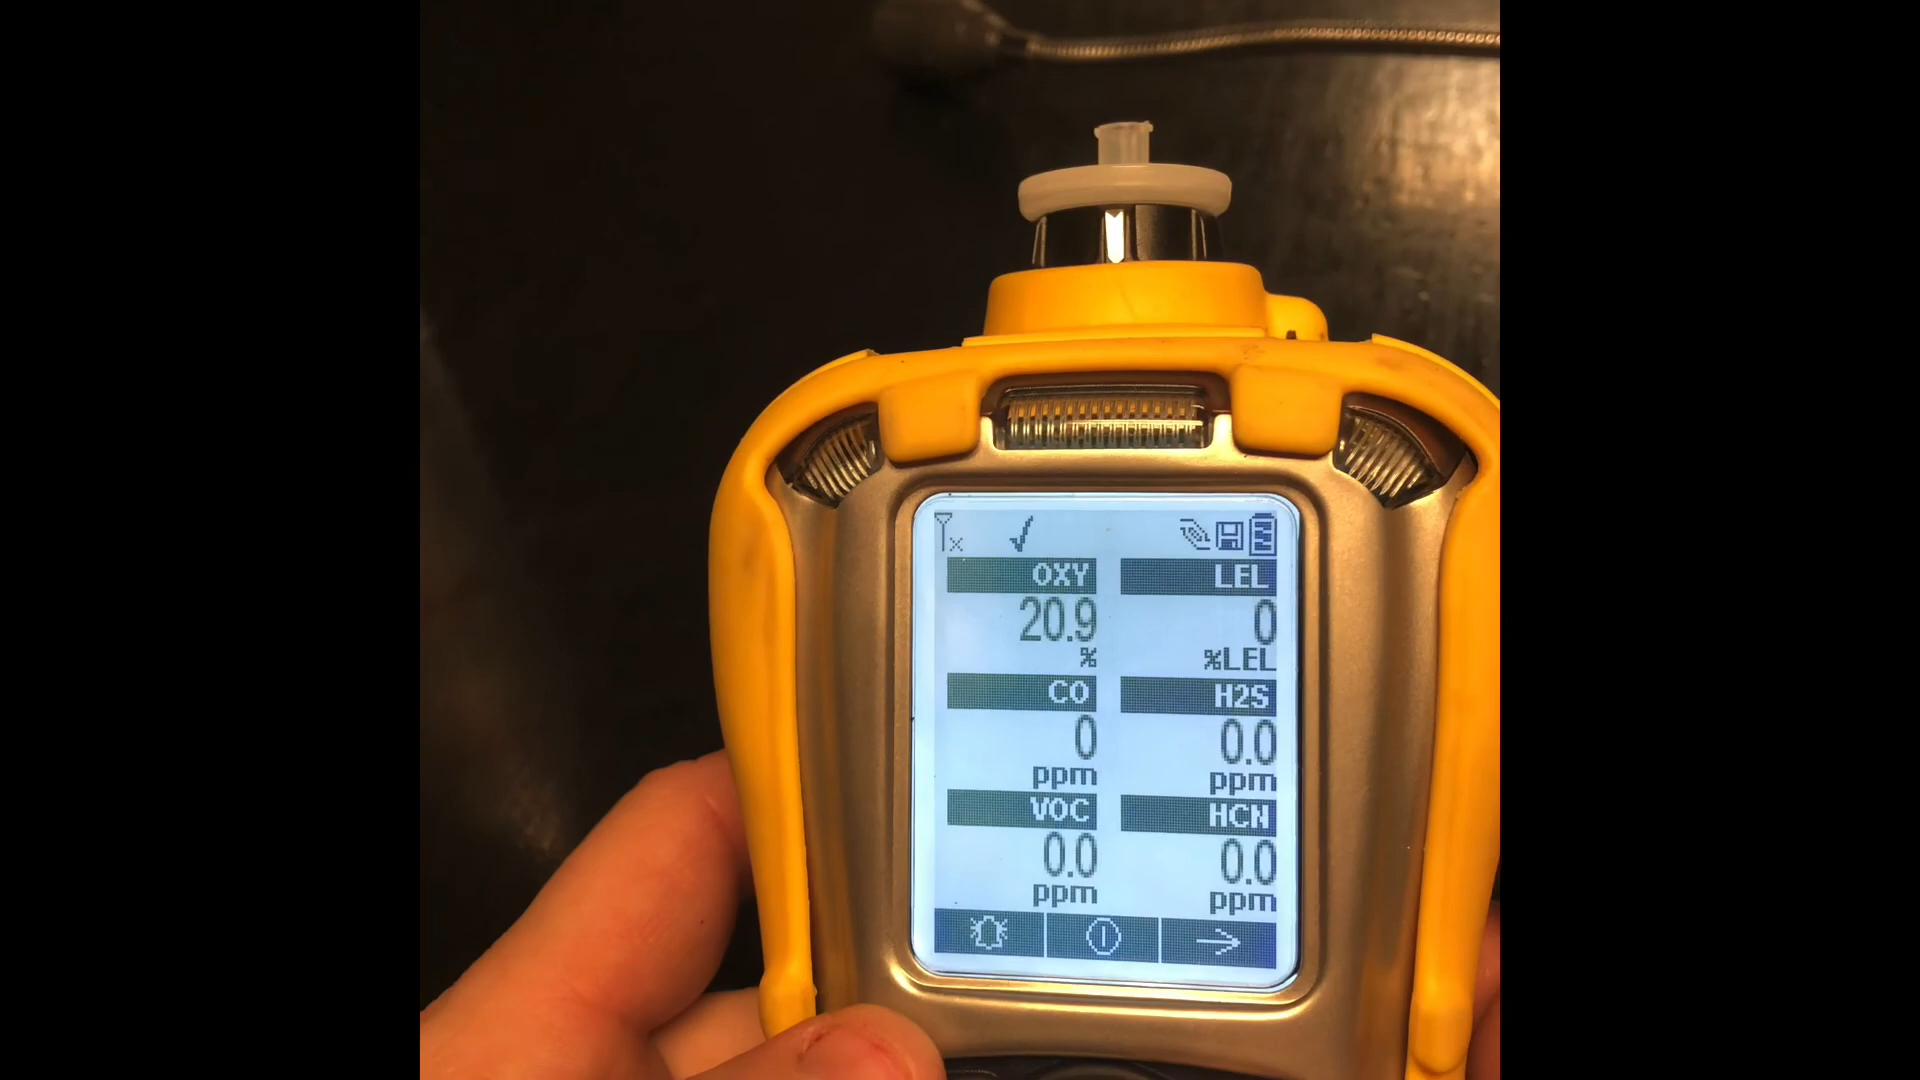 OXY LEL
20.9 0
% %LEL
CO H2S
0 0.0
ppm ppm
VOC HCN
0.0 0.0
ppm ppm